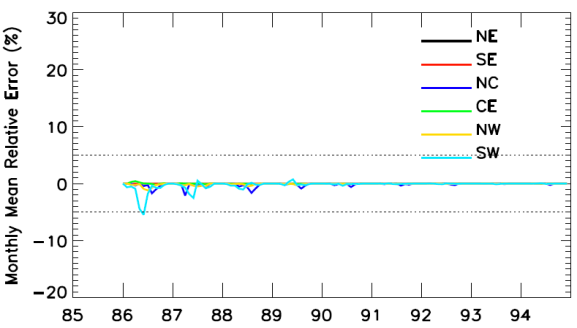 Monthly Mean Relative Error (%)
30
20
10
0
-10
-20
85 86 87 88 89 90 91 92 93 94
NE
SE
NC
CE
NW
SW